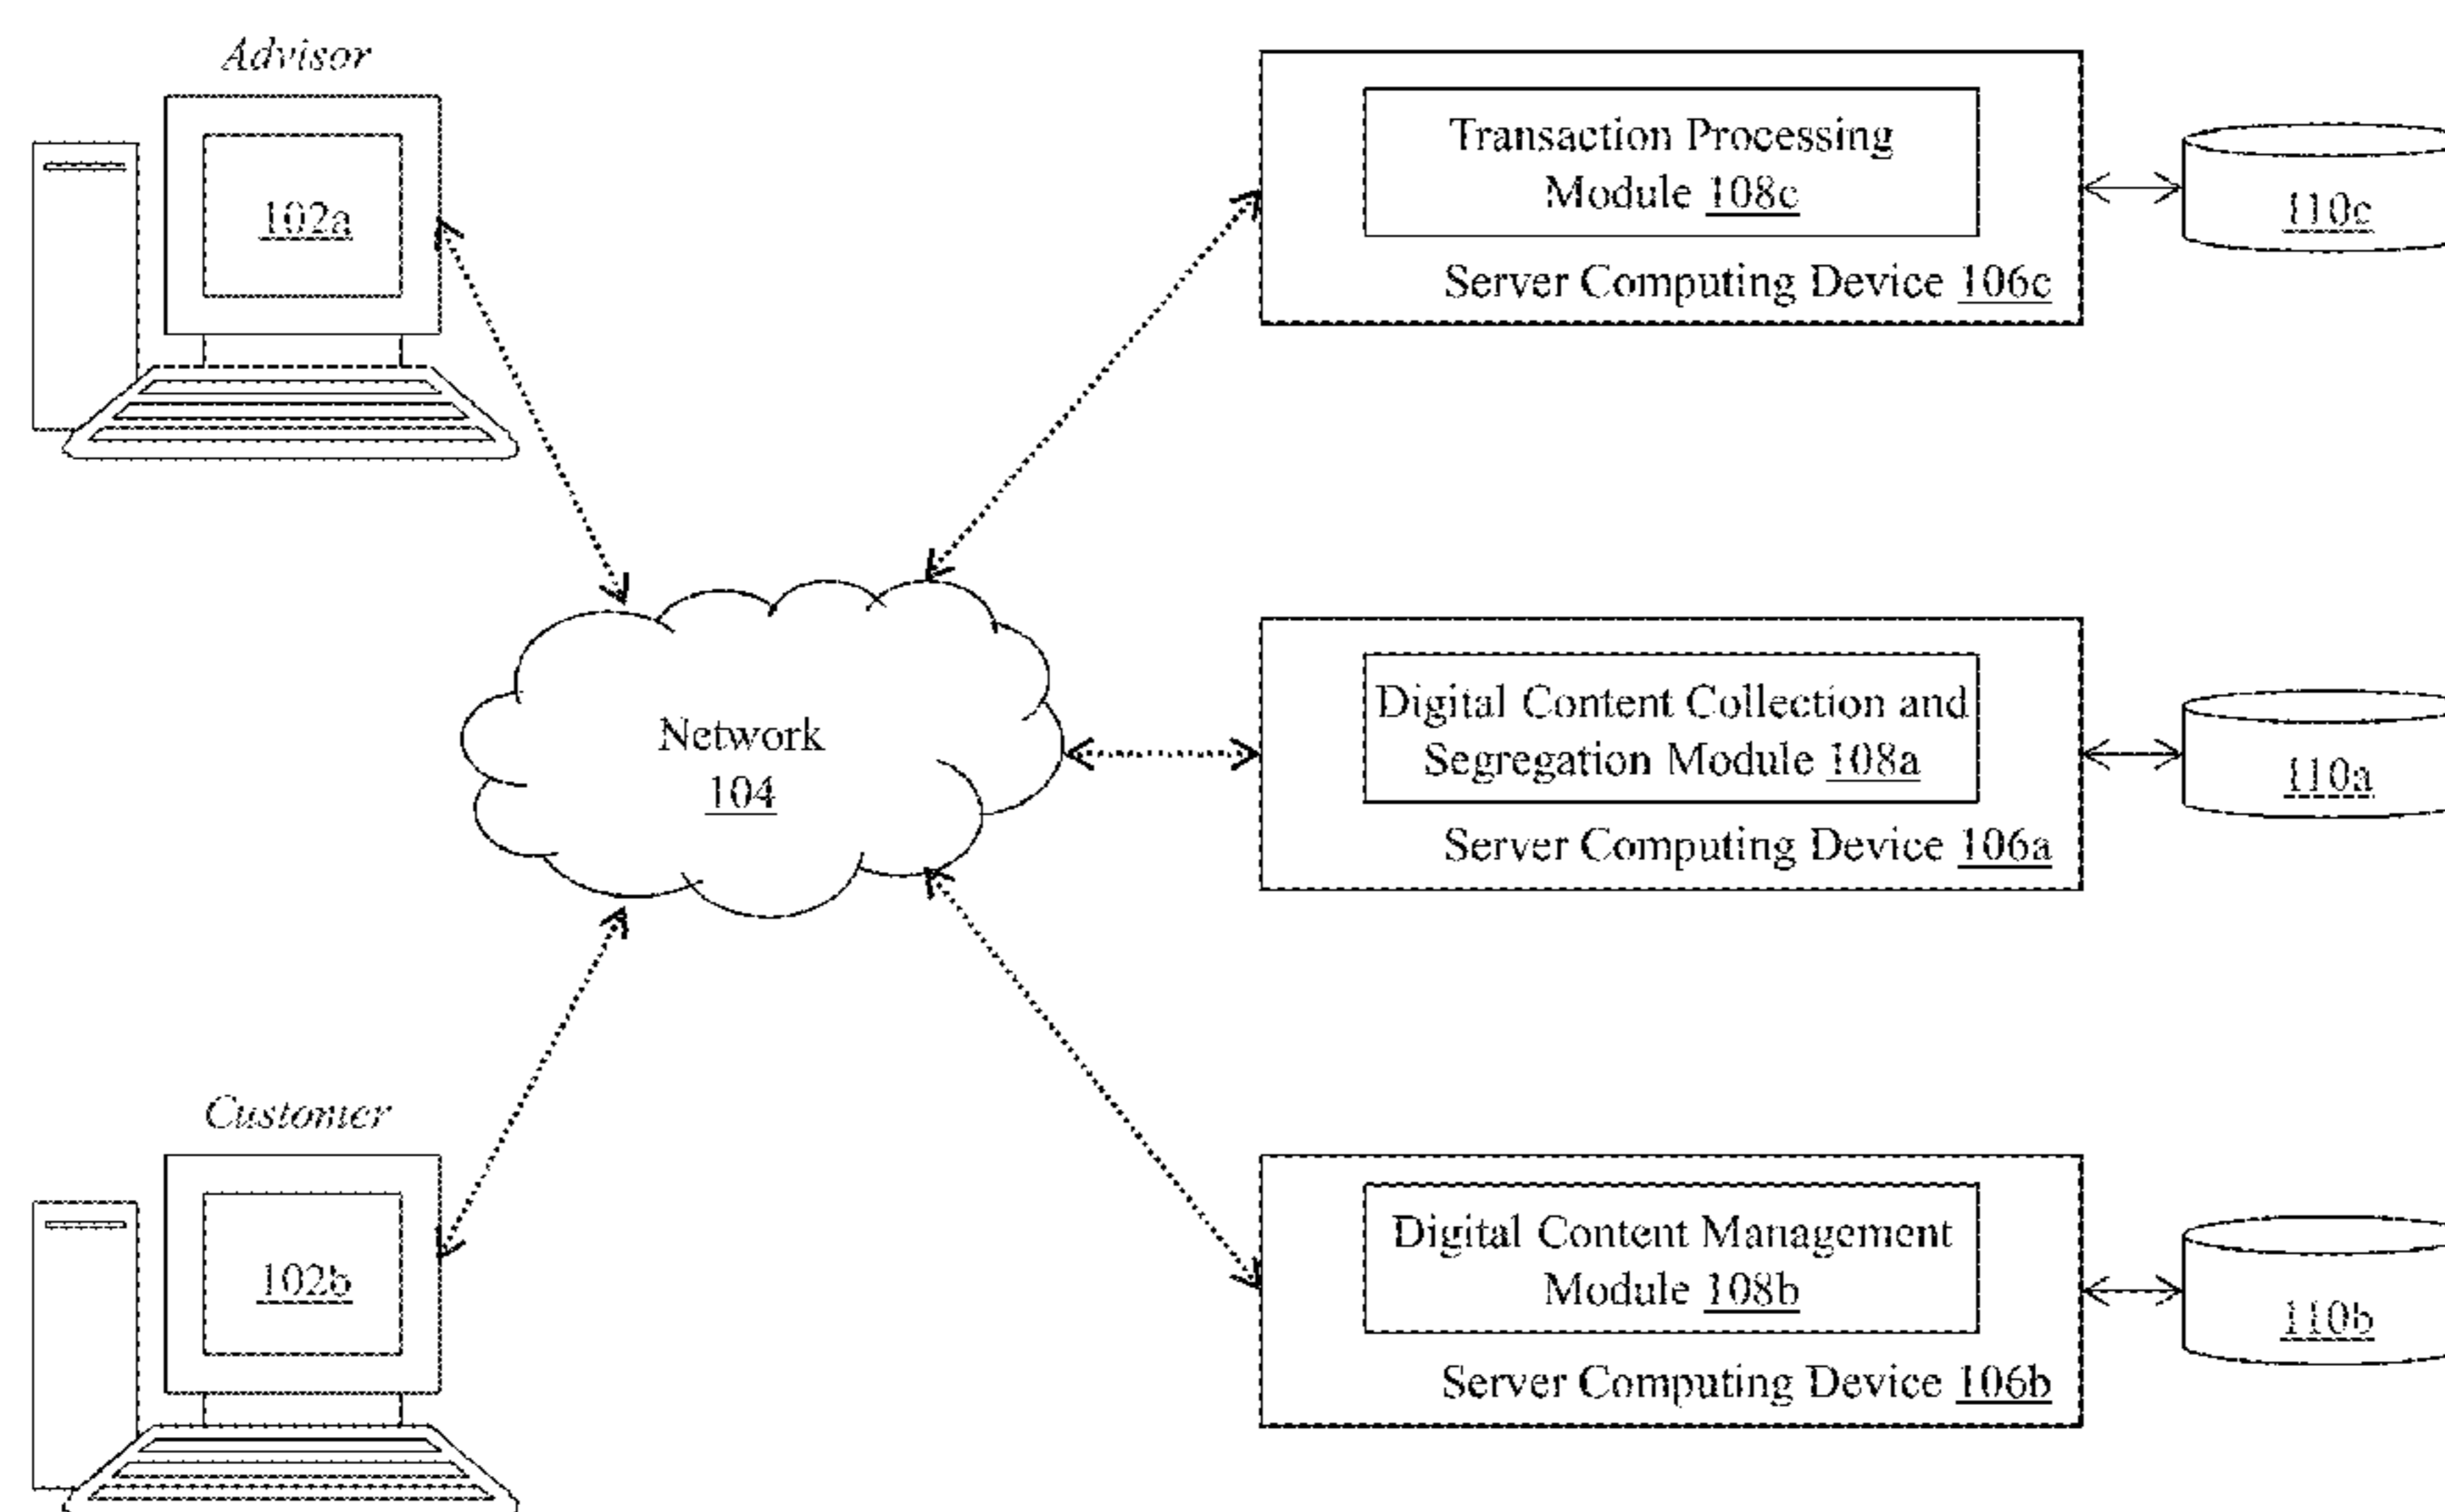 Advisor
102a
Transaction Processing
Module 108c
Server Computing Device 106c
110c
Network
104
Digital Content Collection and
Segregation Module 108a
Server Computing Device 106a
110a
Customer
102b
Digital Content Management
Module 108b
Server Computing Device 106b
110b